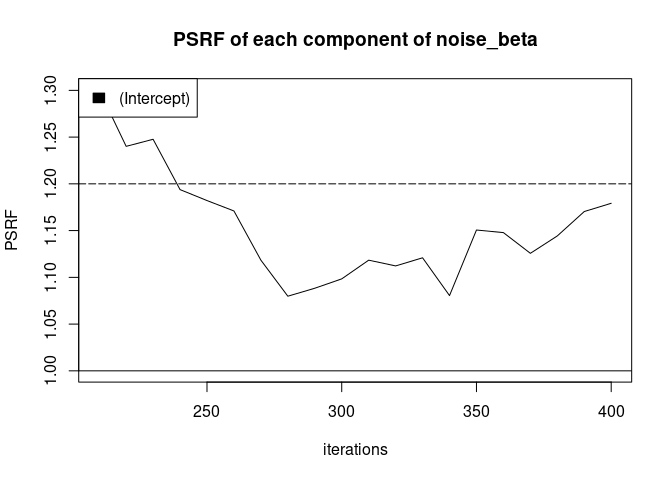 PSRF of each component of noise_beta
(Intercept)
1.30
1.25
1.20
1.15
1.10
1.05
1.00
PSRF
250 300 350 400
iterations